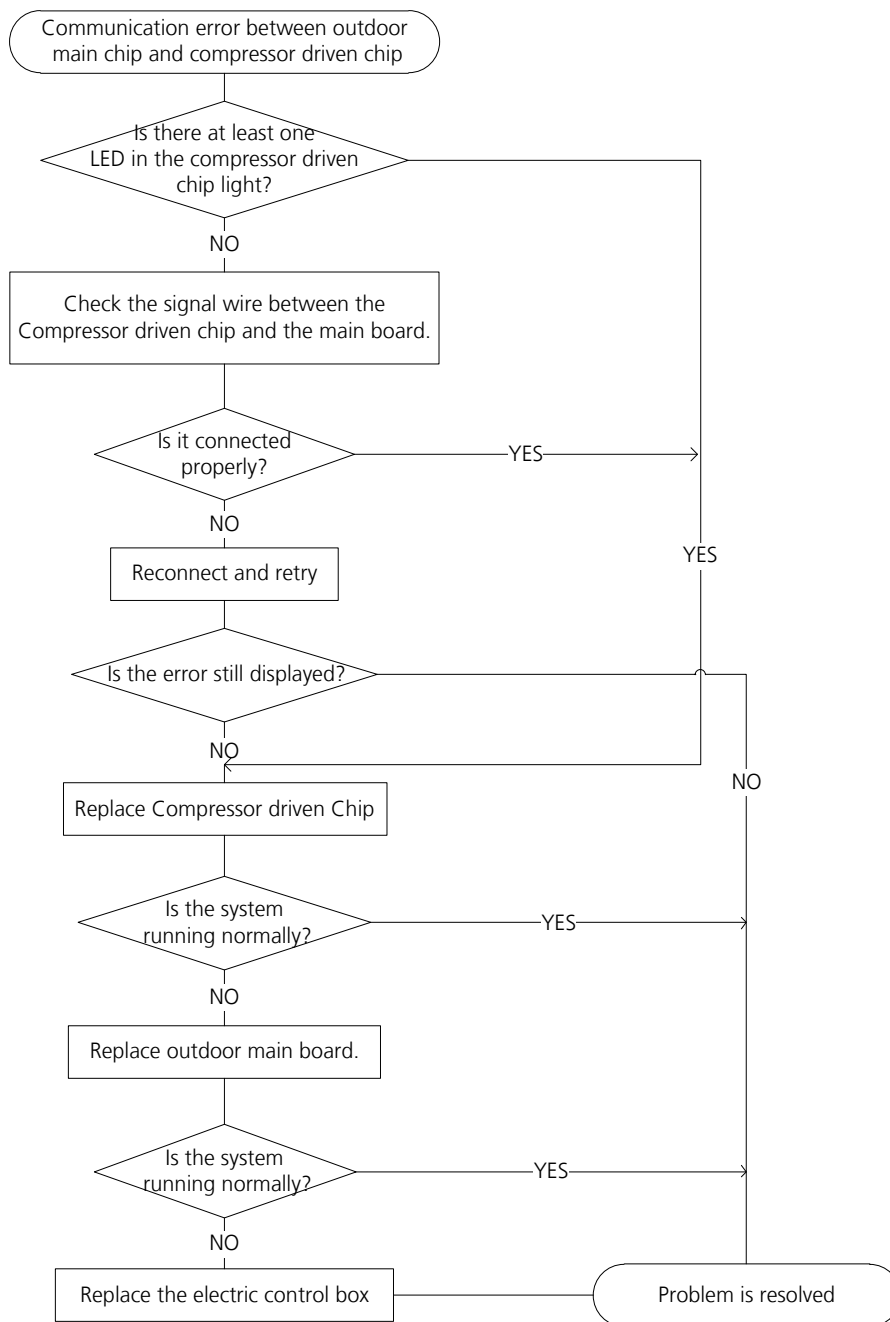 Communication error between outdoor
main chip and compressor driven chip
Is there at least one
LED in the compressor driven
chip light?
NO
Check the signal wire between the
Compressor driven chip and the main board.
Is it connected
properly?
YES
NO
YES
Reconnect and retry
Is the error still displayed?
NO
NO
Replace Compressor driven Chip
Is the system
running normally?
YES
NO
Replace outdoor main board.
Is the system
running normally?
YES
NO
Replace the electric control box
Problem is resolved